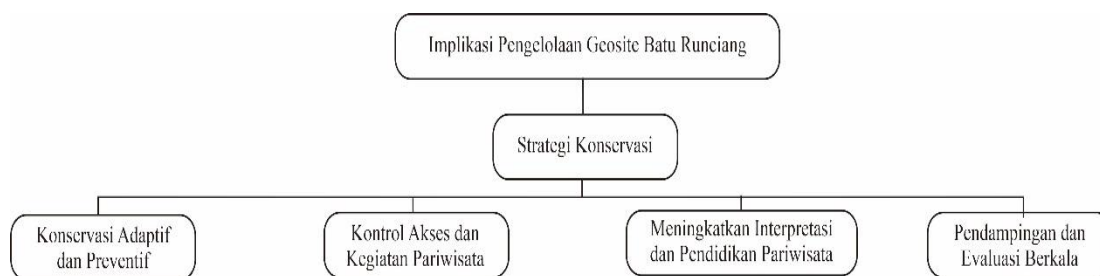 Implikasi Pengelolaan Geosite Batu Runciang
Strategi Konservasi
Konservasi Adaptif
dan Preventif
Kontrol Akses dan
Kegiatan Pariwisata
Meningkatkan Interpretasi
dan Pendidikan Pariwisata
Pendampingan dan
Evaluasi Berkala